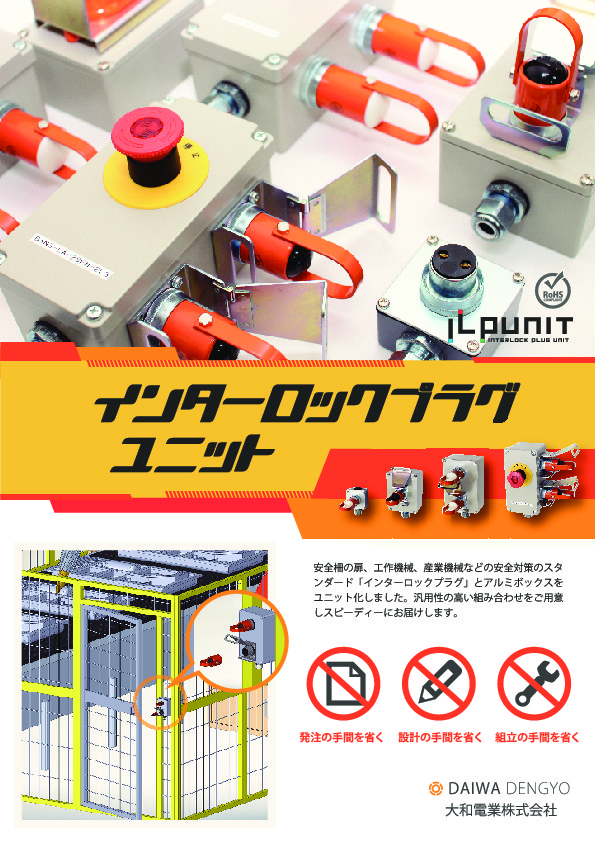 RoHS
iLPUNIT
INTERLOCK PLUG UNIT
インターロックプラグ
ユニット
安全柵の扉、工作機械、産業機械などの安全対策のスタ
ンダード「インターロックプラグ」とアルミボックスを
ユニット化しました。汎用性の高い組み合わせをご用意
しスピーディーにお届けします。
発注の手間を省く 設計の手間を省く 組立の手間を省く
DAIWA DENGYO
大和電業株式会社